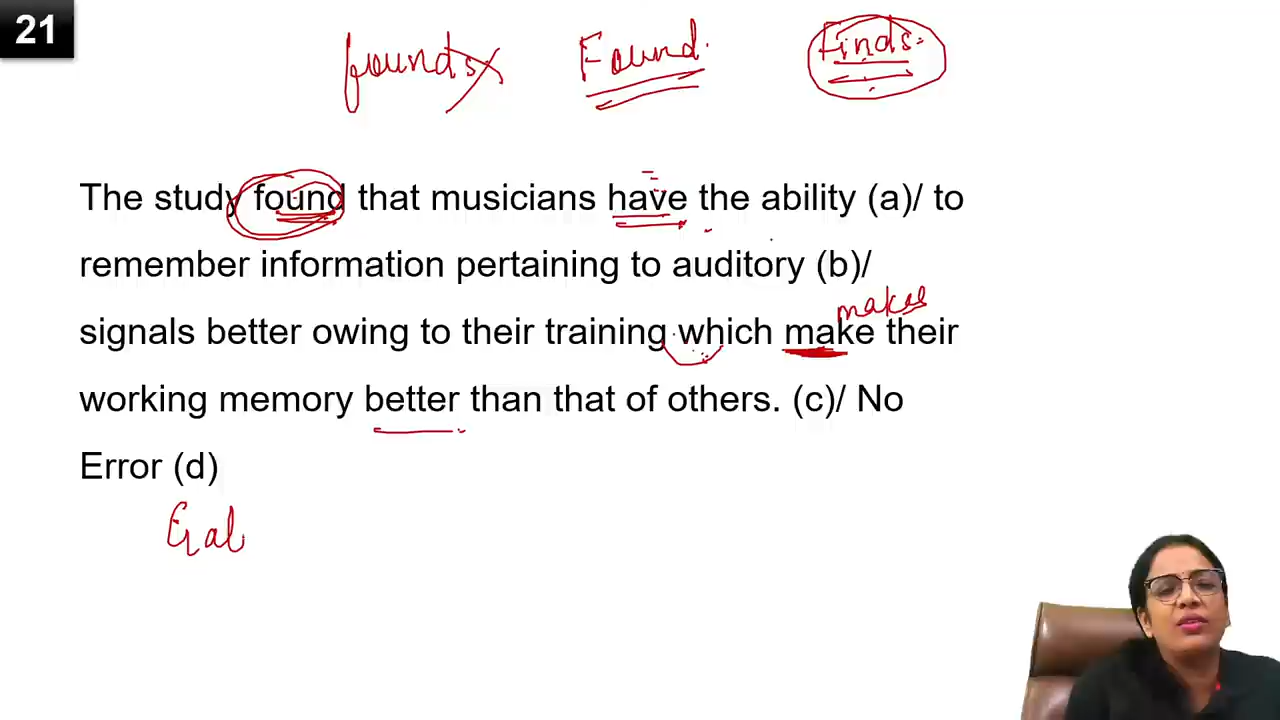 21
founds Found. Finds.
The study found that musicians have the ability (a)/ to
remember information pertaining to auditory (b)/
makes
signals better owing to their training which make their
working memory better than that of others. (c)/ No
Error (d)